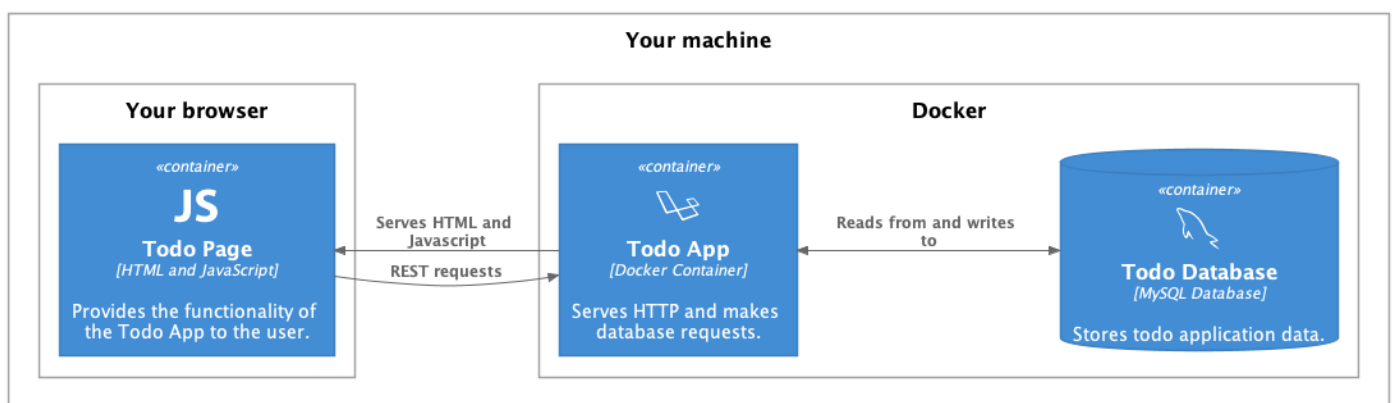 Your machine
Your browser
Docker
«container»
JS
Todo Page
[HTML and JavaScript]
Provides the functionality of
the Todo App to the user.
Serves HTML and
Javascript
REST requests
«container»
Todo App
[Docker Container]
Serves HTTP and makes
database requests.
Reads from and writes
to
«container»
Todo Database
[MySQL Database]
Stores todo application data.